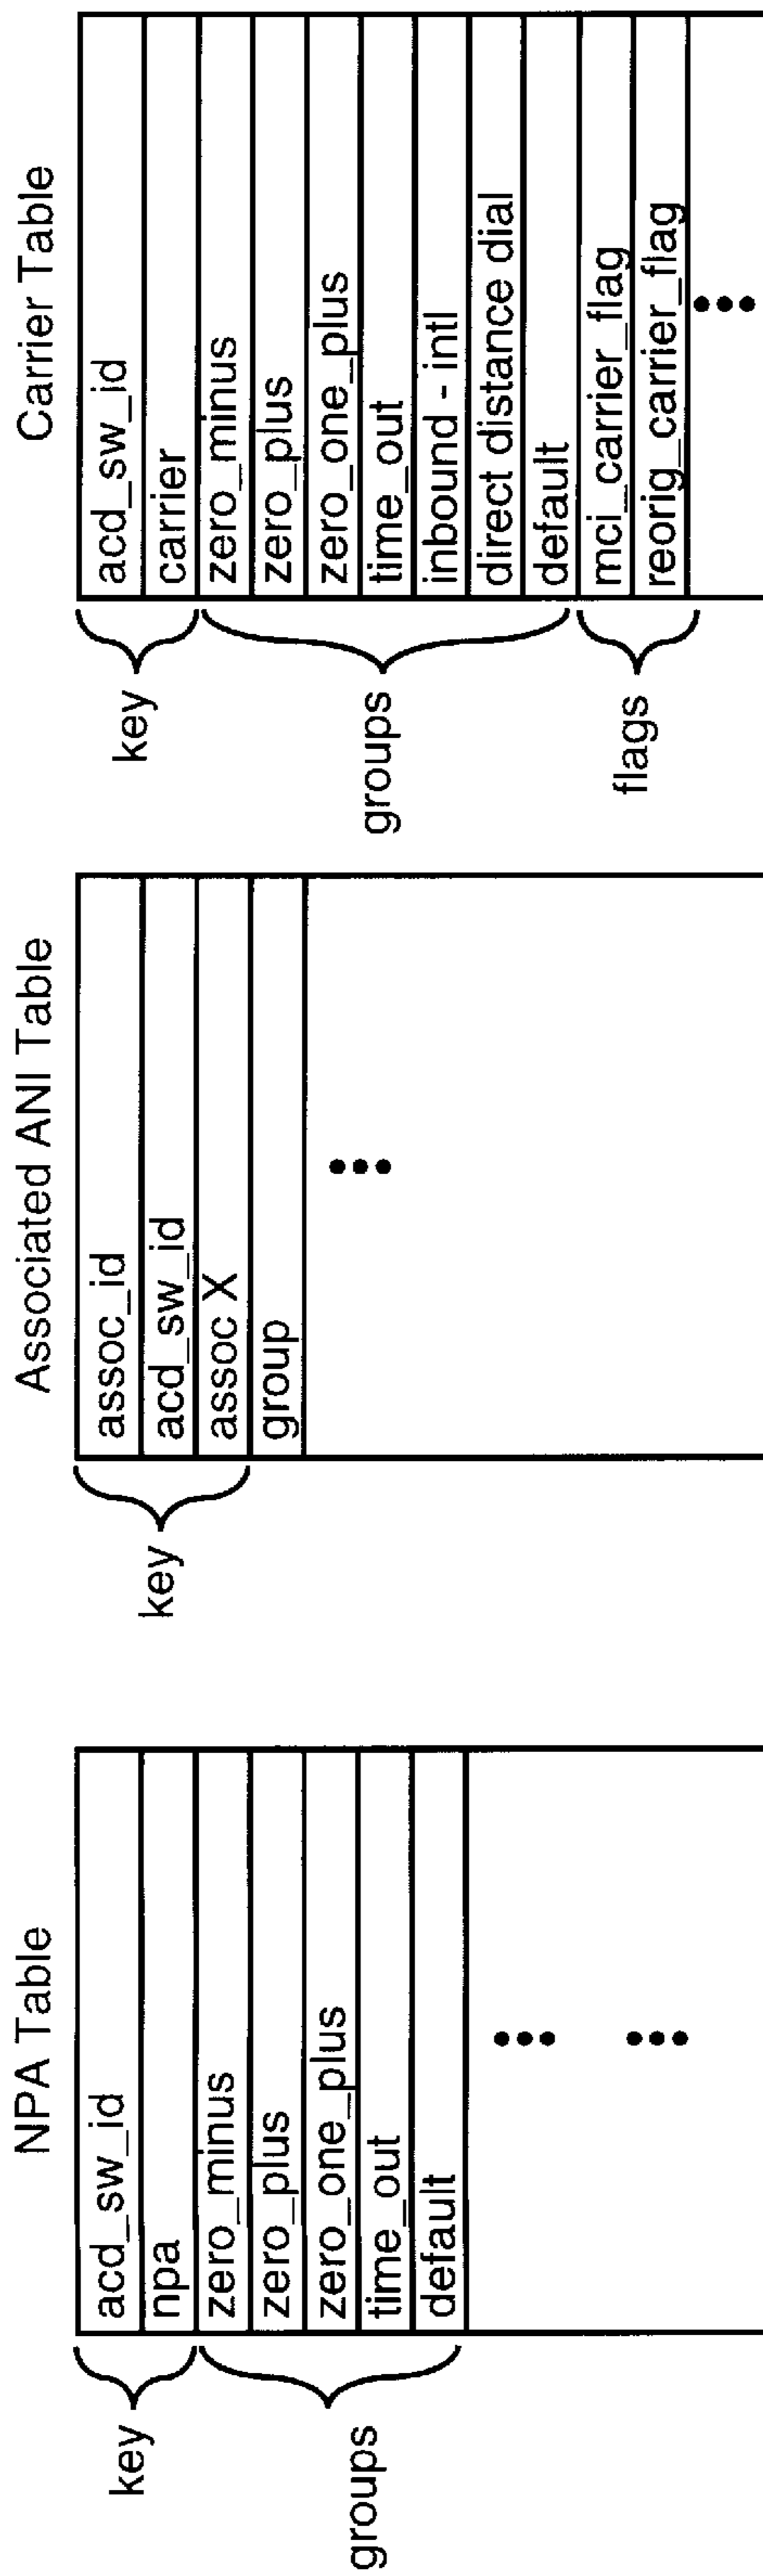 NPA Table
key
acd_sw_id
npa
groups
zero_minus
zero_plus
zero_one_plus
time_out
default
Associated ANI Table
key
assoc_id
acd_sw_id
assoc X
group
Carrier Table
key
acd_sw_id
carrier
groups
zero_minus
zero_plus
zero_one_plus
time_out
inbound - intl
direct distance dial
default
flags
mci_carrier_flag
reorig_carrier_flag